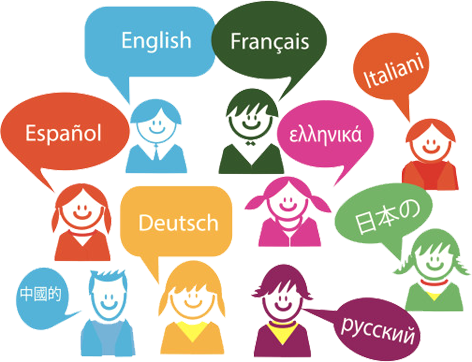 English
Français
Italiani
Español
ελληνικά
Deutsch
日本の
中國的
русский